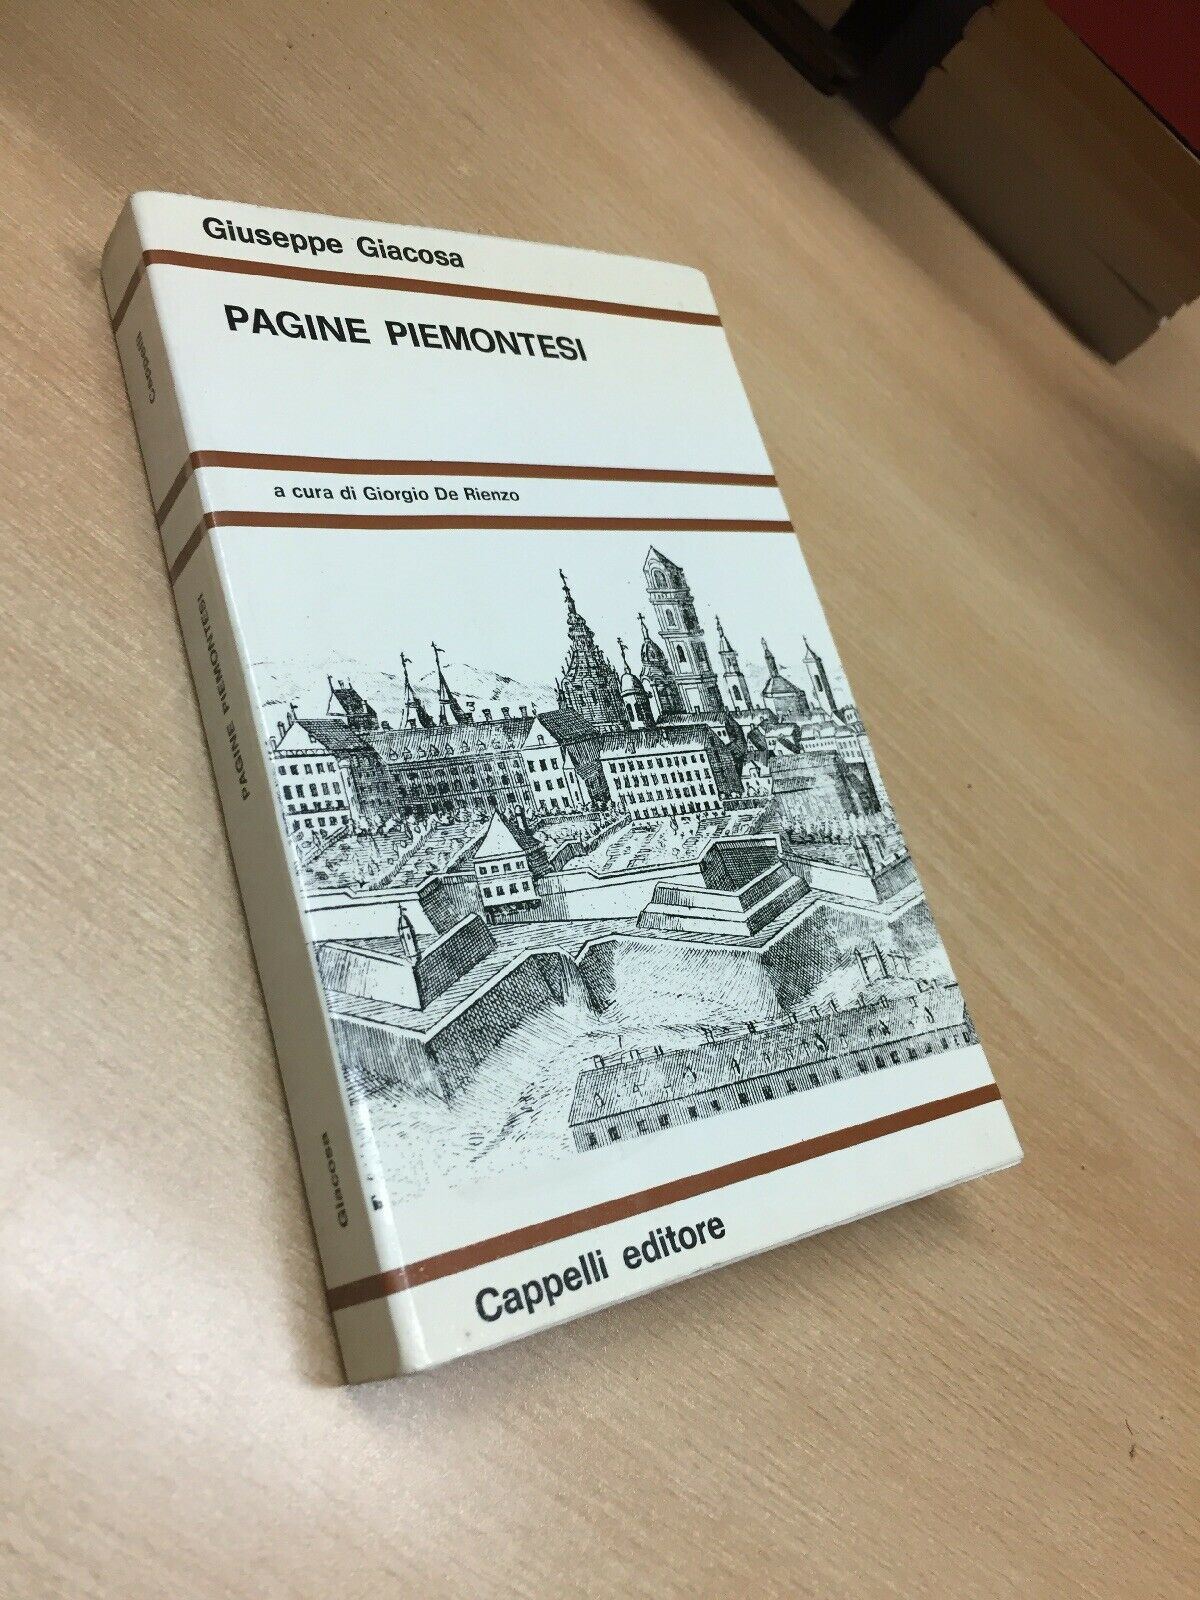 Giuseppe Giacosa
PAGINE PIEMONTESI
a cura di Giorgio De Rienzo
Cappelli editore
Giacosa
PAGINE PIEMONTESI
Cappelli